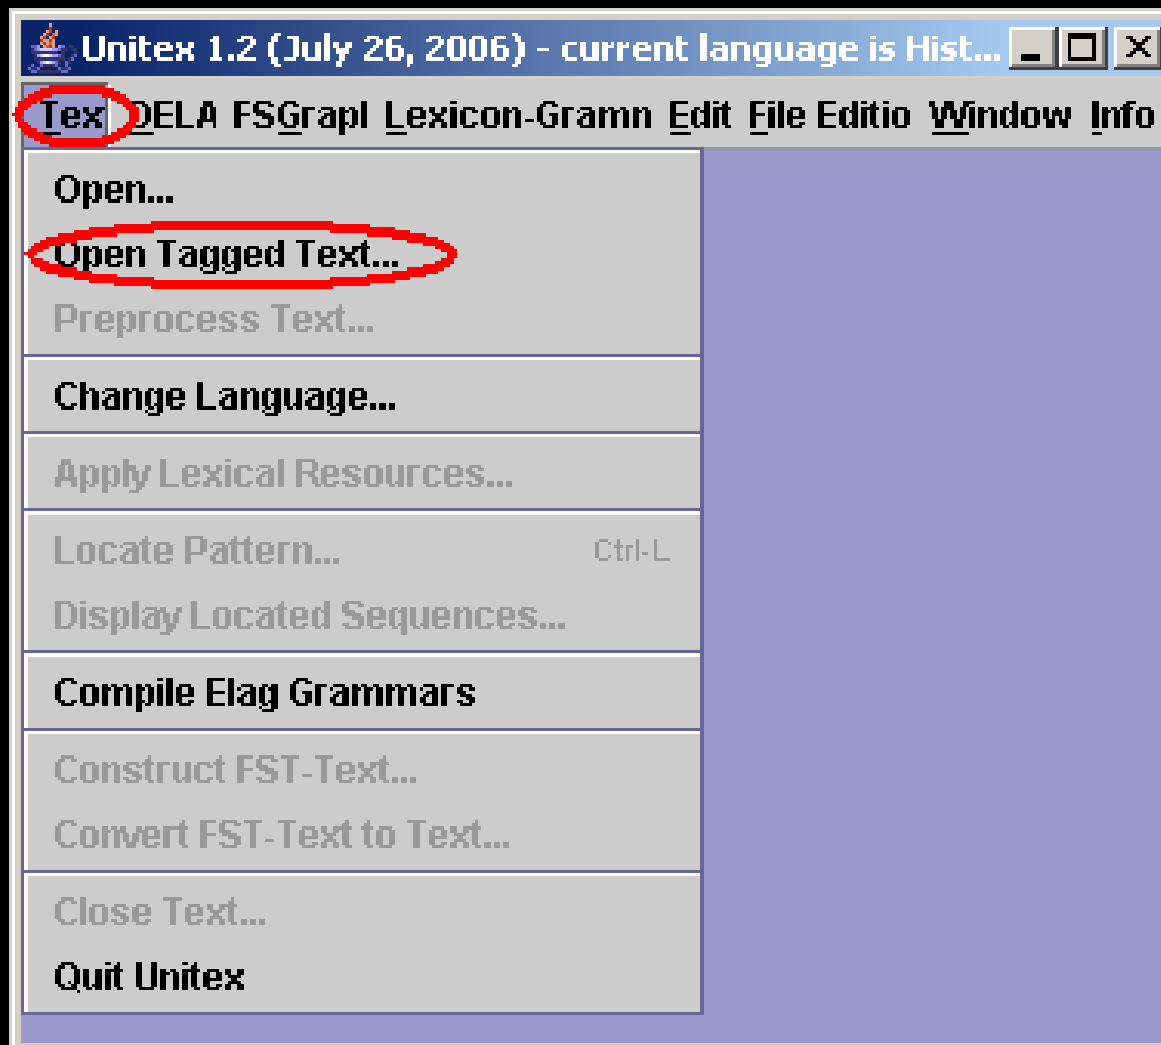 Unitex 1.2 (July 26, 2006) - current language is Hist...
Tex DELA FSGrapl Lexicon-Gramn Edit File Editio Window Info
Open...
Open Tagged Text...
Preprocess Text...
Change Language...
Apply Lexical Resources...
Locate Pattern... Ctrl-L
Display Located Sequences...
Compile Elag Grammars
Construct FST-Text...
Convert FST-Text to Text...
Close Text...
Quit Unitex